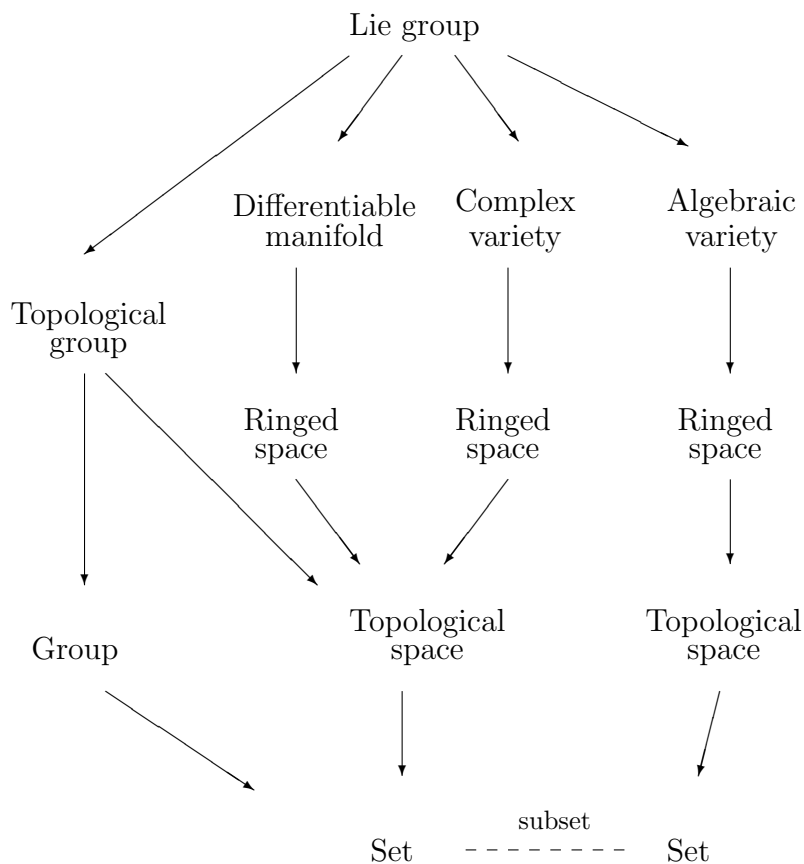 Lie group
Differentiable
manifold
Complex
variety
Algebraic
variety
Topological
group
Ringed
space
Ringed
space
Ringed
space
Group
Topological
space
Topological
space
subset
Set
Set